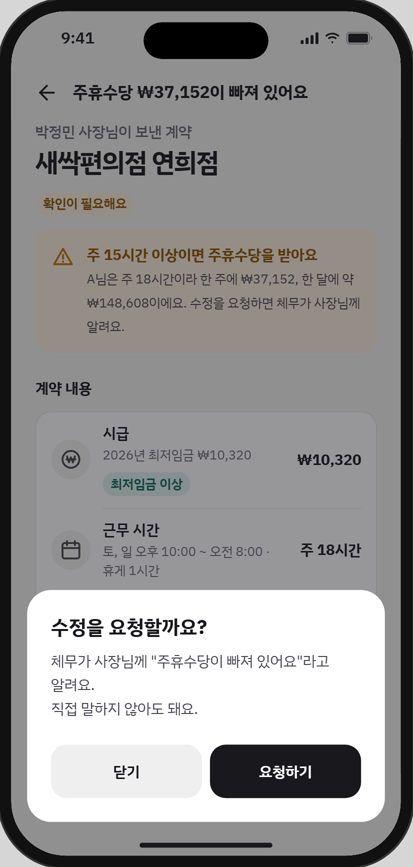 9:41
주휴수당 ₩37,152이 빠져 있어요
박정민 사장님이 보낸 계약
새싹편의점 연희점
확인이 필요해요
주 15시간 이상이면 주휴수당을 받아요
A님은 주 18시간이라 한 주에 ₩37,152, 한 달에 약
₩148,608이에요. 수정을 요청하면 체무가 사장님께
알려요.
계약 내용
시급
2026년 최저임금 ₩10,320
₩10,320
최저임금 이상
근무 시간
토, 일 오후 10:00 ~ 오전 8:00 ·
휴게 1시간
주 18시간
수정을 요청할까요?
체무가 사장님께 "주휴수당이 빠져 있어요"라고
알려요.
직접 말하지 않아도 돼요.
닫기
요청하기